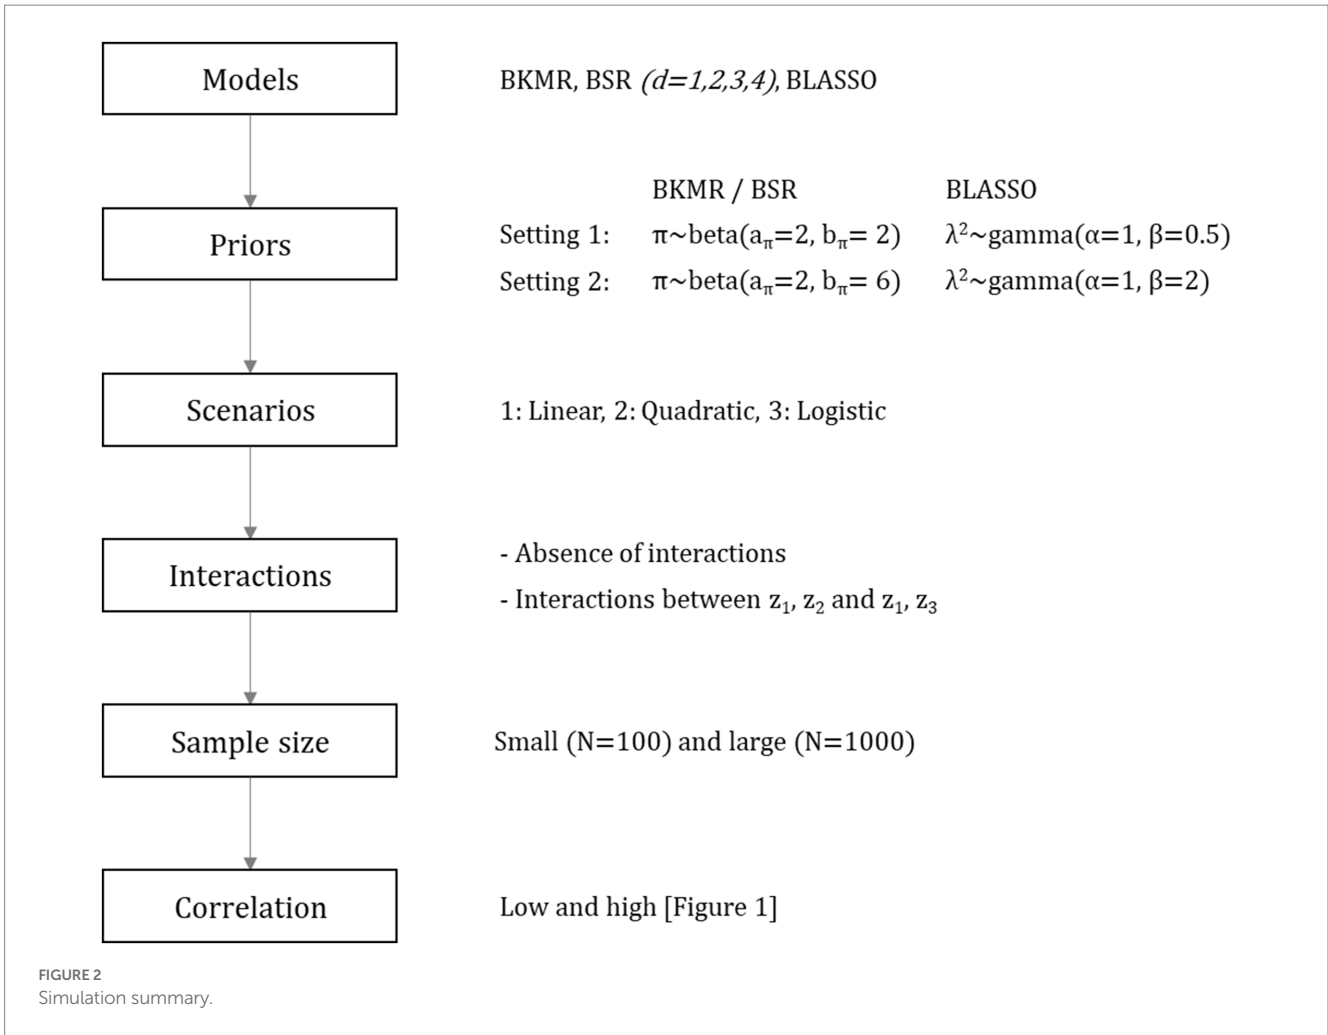 Models
BKMR, BSR (d=1,2,3,4), BLASSO
BKMR / BSR BLASSO
Priors
Setting 1: π~beta(aπ=2, bπ= 2) λ²~gamma(α=1, β=0.5)
Setting 2: π~beta(aπ=2, bπ= 6) λ²~gamma(α=1, β=2)
Scenarios
1: Linear, 2: Quadratic, 3: Logistic
Interactions
- Absence of interactions
- Interactions between z₁, z₂ and z₁, z₃
Sample size
Small (N=100) and large (N=1000)
Correlation
Low and high [Figure 1]
FIGURE 2
Simulation summary.